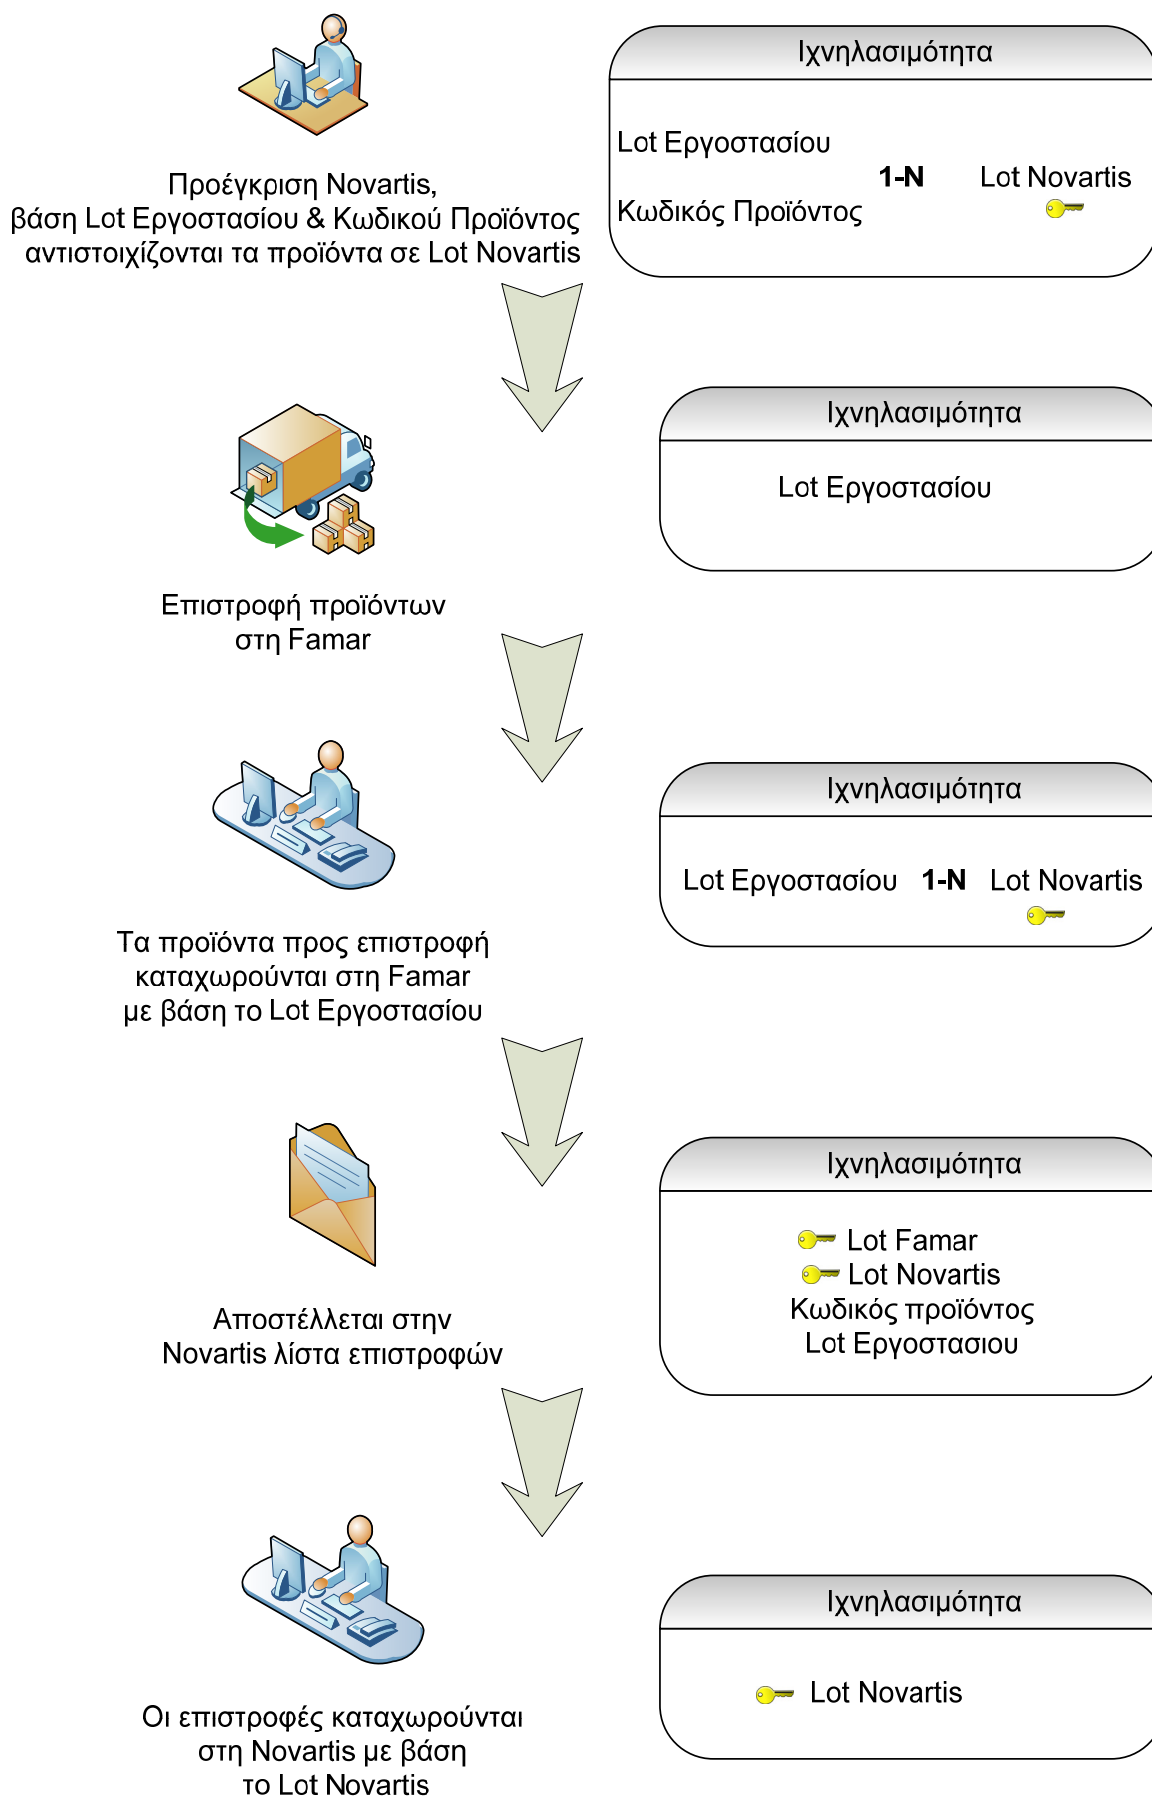 Προέγκριση Novartis,
βάση Lot Εργοστασίου & Κωδικού Προϊόντος
αντιστοιχίζονται τα προϊόντα σε Lot Novartis
Ιχνηλασιμότητα
Lot Εργοστασίου
1-N Lot Novartis
Κωδικός Προϊόντος
Επιστροφή προϊόντων
στη Famar
Ιχνηλασιμότητα
Lot Εργοστασίου
Τα προϊόντα προς επιστροφή
καταχωρούνται στη Famar
με βάση το Lot Εργοστασίου
Ιχνηλασιμότητα
Lot Εργοστασίου 1-N Lot Novartis
Αποστέλλεται στην
Novartis λίστα επιστροφών
Ιχνηλασιμότητα
Lot Famar
Lot Novartis
Κωδικός προϊόντος
Lot Εργοστασιου
Οι επιστροφές καταχωρούνται
στη Novartis με βάση
το Lot Novartis
Ιχνηλασιμότητα
Lot Novartis